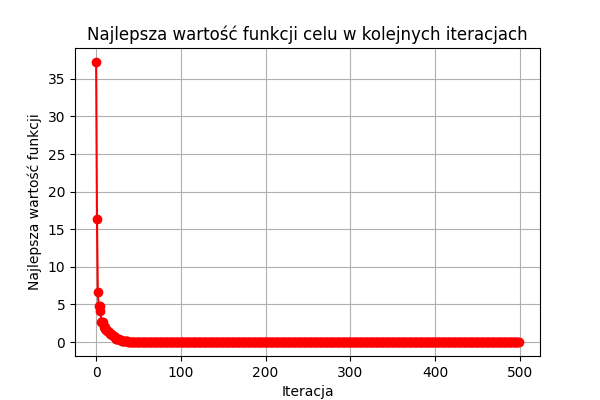 Najlepsza wartość funkcji celu w kolejnych iteracjach
Najlepsza wartość funkcji
35
30
25
20
15
10
5
0
0 100 200 300 400 500
Iteracja